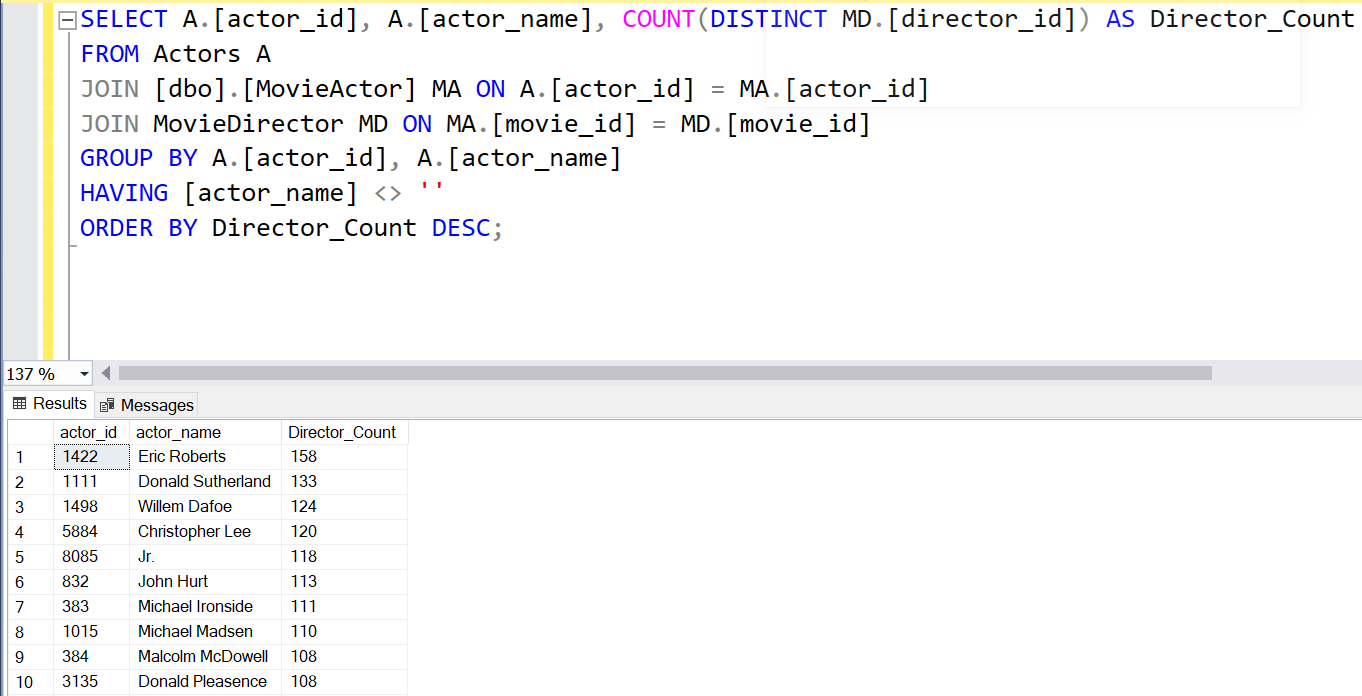 SELECT A.[actor_id], A.[actor_name], COUNT(DISTINCT MD.[director_id]) AS Director_Count
FROM Actors A
JOIN [dbo].[MovieActor] MA ON A.[actor_id] = MA.[actor_id]
JOIN MovieDirector MD ON MA.[movie_id] = MD.[movie_id]
GROUP BY A.[actor_id], A.[actor_name]
HAVING [actor_name] <> ''
ORDER BY Director_Count DESC;
137 %
Results Messages
actor_id actor_name Director_Count
1 1422 Eric Roberts 158
2 1111 Donald Sutherland 133
3 1498 Willem Dafoe 124
4 5884 Christopher Lee 120
5 8085 Jr. 118
6 832 John Hurt 113
7 383 Michael Ironside 111
8 1015 Michael Madsen 110
9 384 Malcolm McDowell 108
10 3135 Donald Pleasence 108